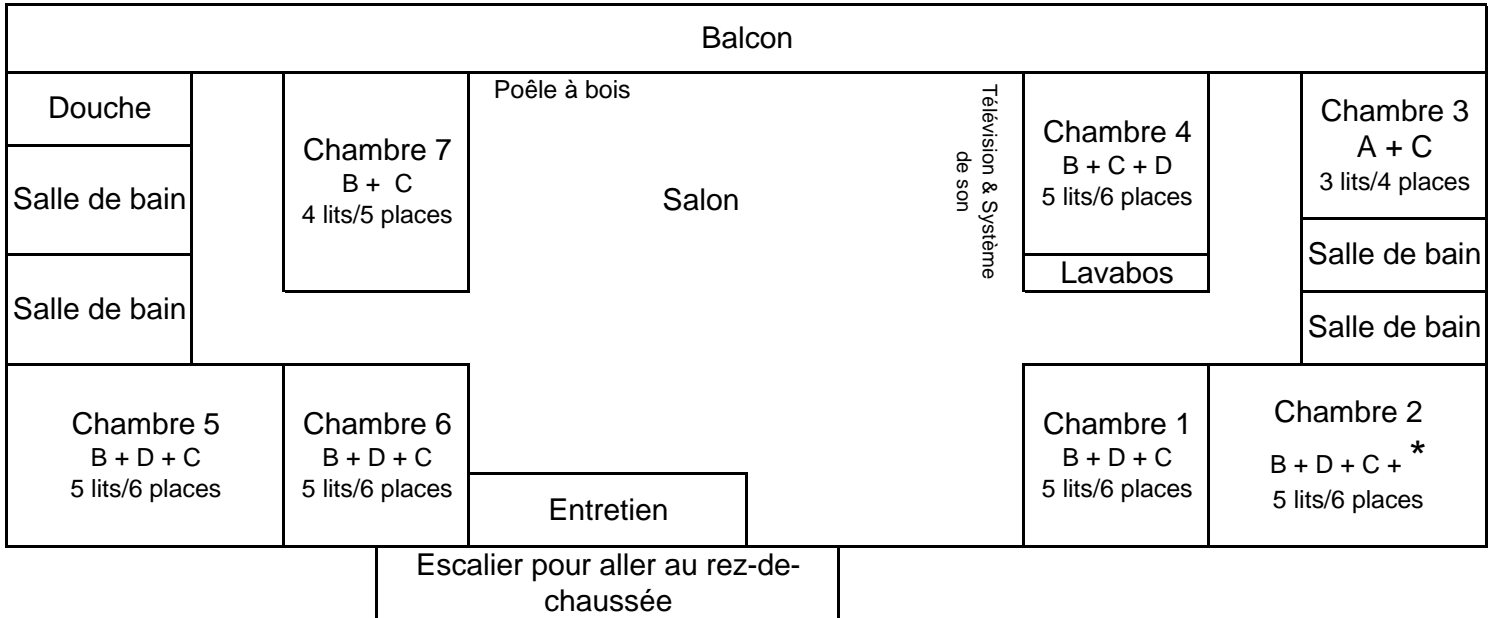 Balcon
Douche
Salle de bain
Salle de bain
Chambre 7
B + C
4 lits/5 places
Poêle à bois
Salon
Télévision & Système
de son
Chambre 4
B + C + D
5 lits/6 places
Lavabos
Chambre 3
A + C
3 lits/4 places
Salle de bain
Salle de bain
Chambre 5
B + D + C
5 lits/6 places
Chambre 6
B + D + C
5 lits/6 places
Entretien
Chambre 1
B + D + C
5 lits/6 places
Chambre 2
B + D + C + *
5 lits/6 places
Escalier pour aller au rez-de-
chaussée